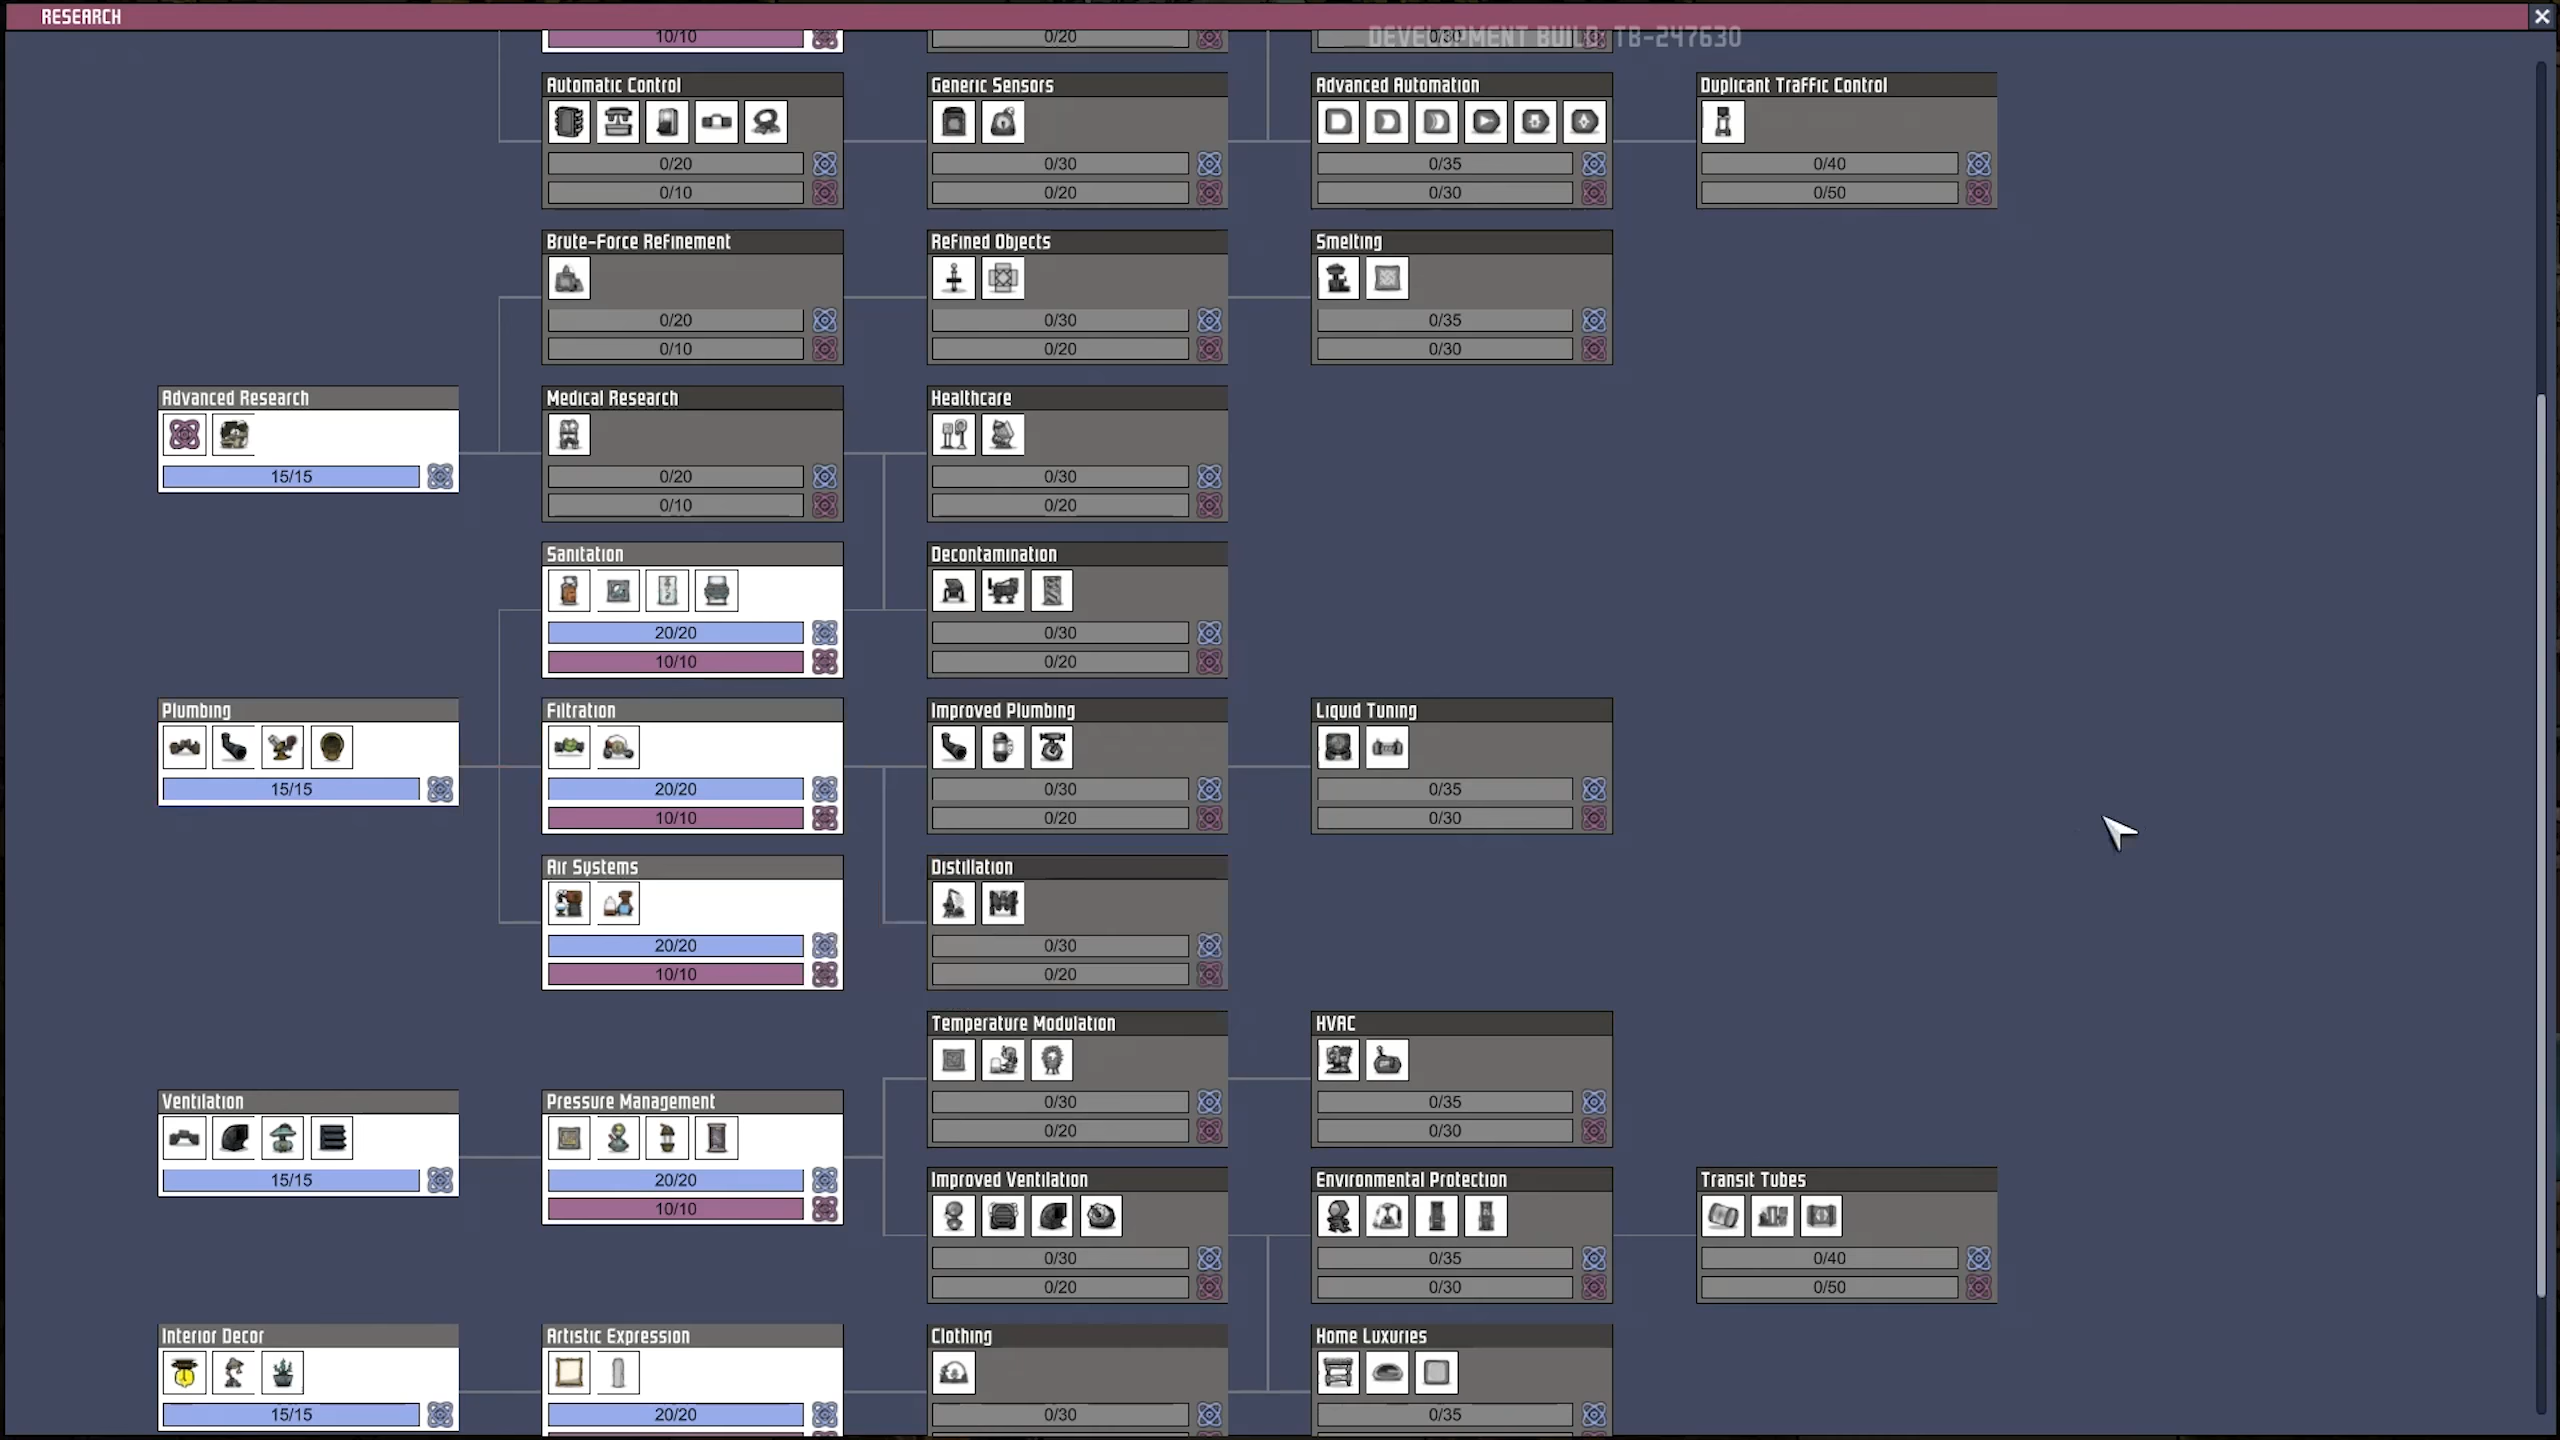 RESEARCH
DEVELOPMENT BUILD: TB-247630
10/10
0/20
0/30
Automatic Control
0/20
0/10
Generic Sensors
0/30
0/20
Advanced Automation
0/35
0/30
Duplicant Traffic Control
0/40
0/50
Brute-Force Refinement
0/20
0/10
Refined Objects
0/30
0/20
Smelting
0/35
0/30
Advanced Research
15/15
Medical Research
0/20
0/10
Healthcare
0/30
0/20
Sanitation
20/20
10/10
Decontamination
0/30
0/20
Plumbing
15/15
Filtration
20/20
10/10
Improved Plumbing
0/30
0/20
Liquid Tuning
0/35
0/30
Air Systems
20/20
10/10
Distillation
0/30
0/20
Temperature Modulation
0/30
0/20
HVAC
0/35
0/30
Ventilation
15/15
Pressure Management
20/20
10/10
Improved Ventilation
0/30
0/20
Environmental Protection
0/35
0/30
Transit Tubes
0/40
0/50
Interior Decor
15/15
Artistic Expression
20/20
Clothing
0/30
Home Luxuries
0/35